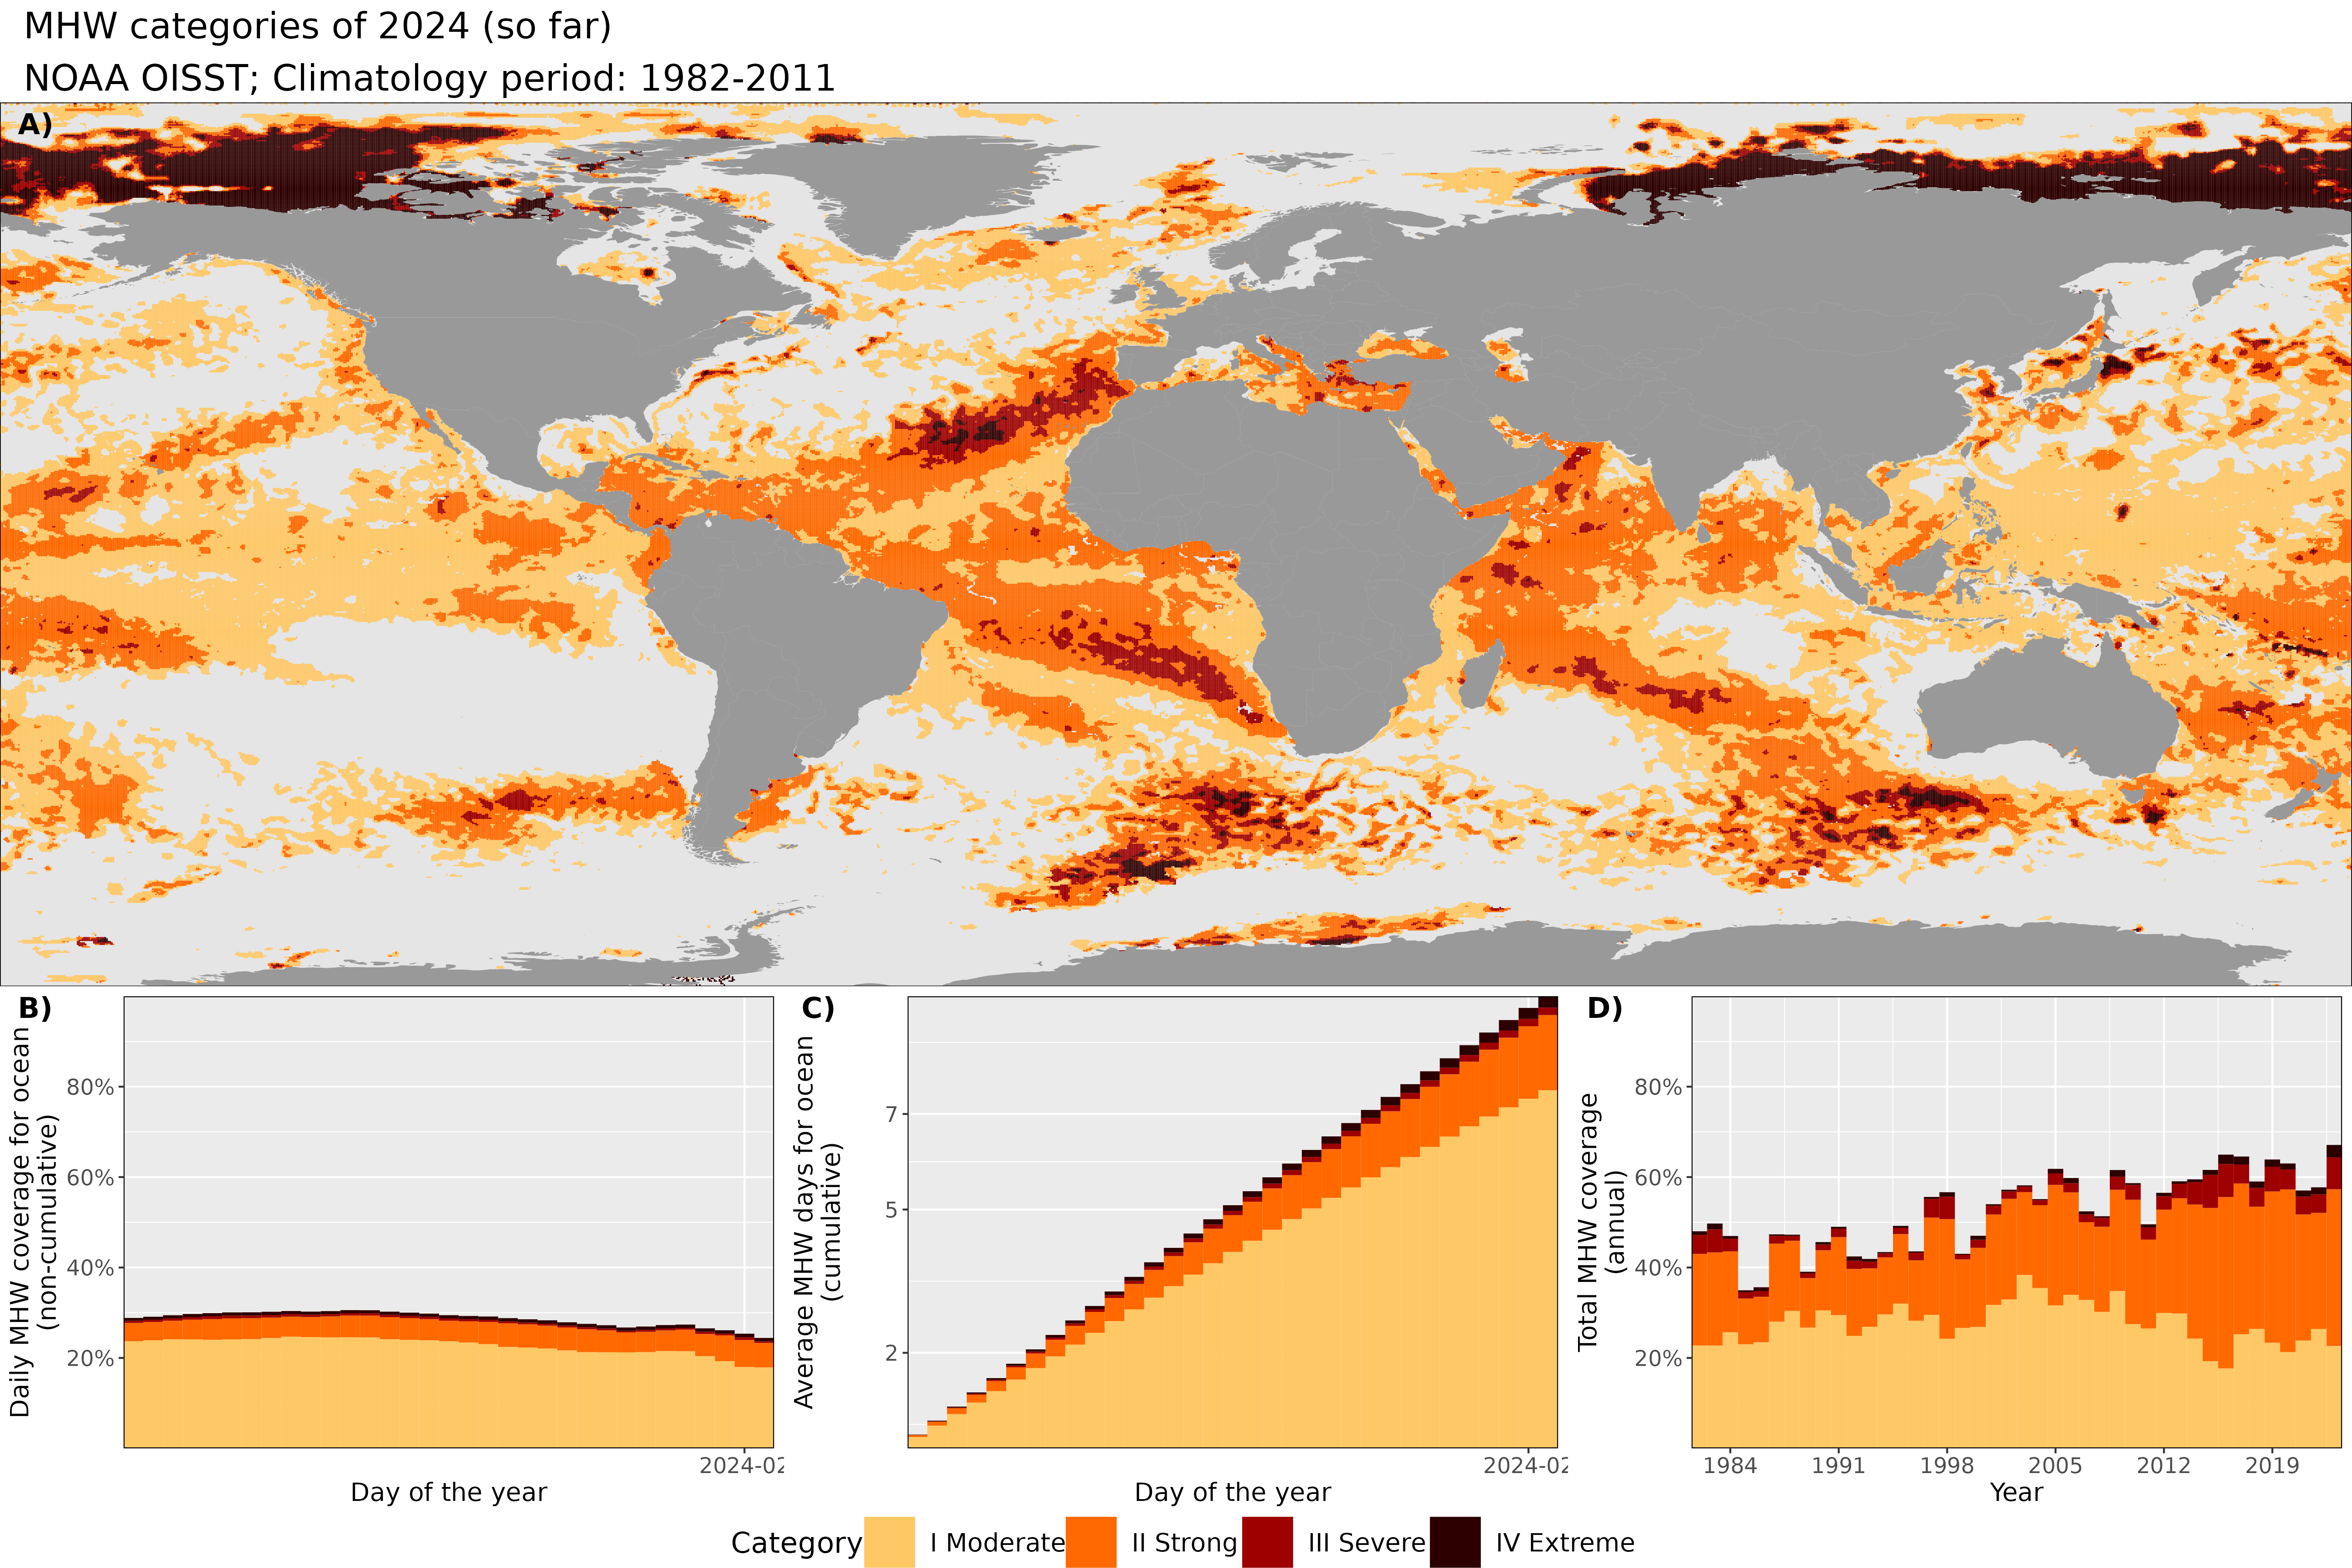 MHW categories of 2024 (so far)
NOAA OISST; Climatology period: 1982-2011
A)
B)
Daily MHW coverage for ocean
(non-cumulative)
80%
60%
40%
20%
2024-02
Day of the year
C)
Average MHW days for ocean
(cumulative)
7
5
2
2024-02
Day of the year
D)
Total MHW coverage
(annual)
80%
60%
40%
20%
1984 1991 1998 2005 2012 2019
Year
Category I Moderate II Strong III Severe IV Extreme